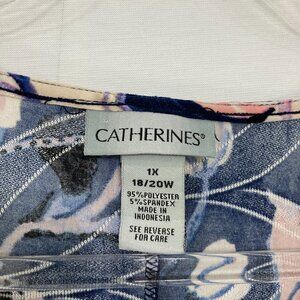 CATHERINES®
1X
18/20W
95% POLYESTER
5% SPANDEX
MADE IN
INDONESIA
SEE REVERSE
FOR CARE